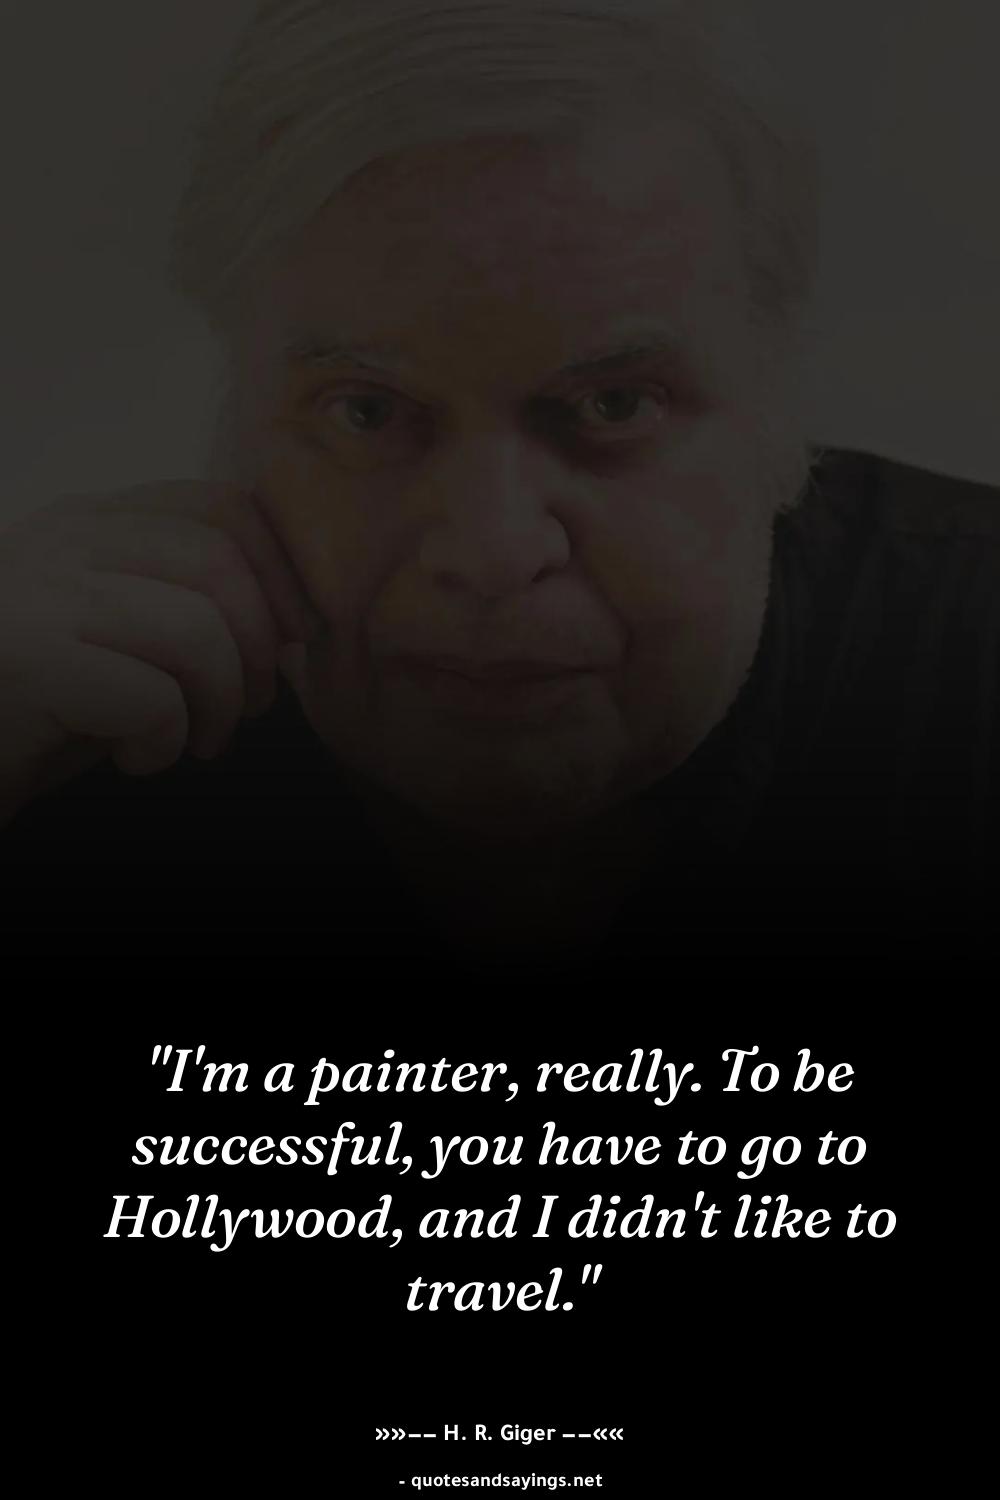 "I'm a painter, really. To be
successful, you have to go to
Hollywood, and I didn't like to
travel."
»»–– H. R. Giger ––««
- quotesandsayings.net